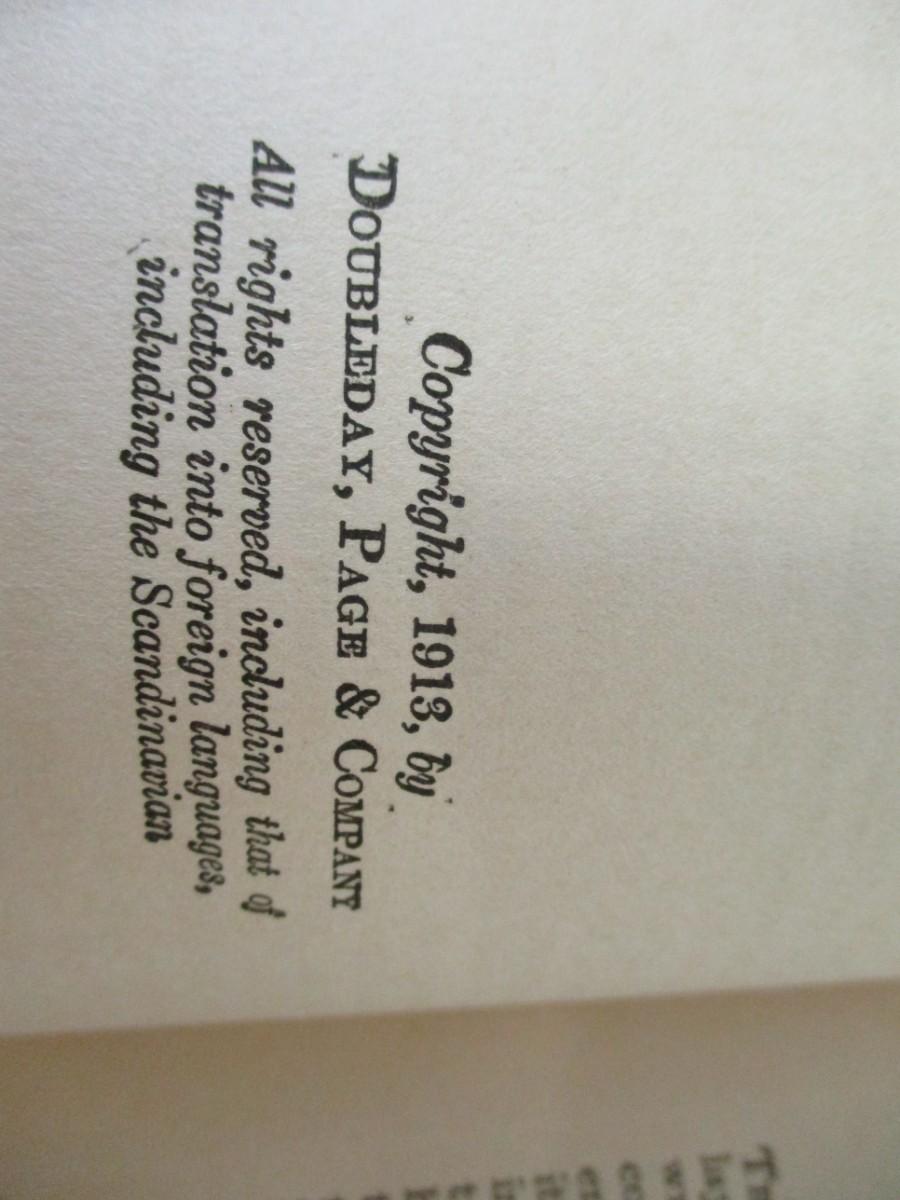 Copyright, 1913, by
DOUBLEDAY, PAGE & COMPANY
All rights reserved, including that of
translation into foreign languages,
including the Scandinavian